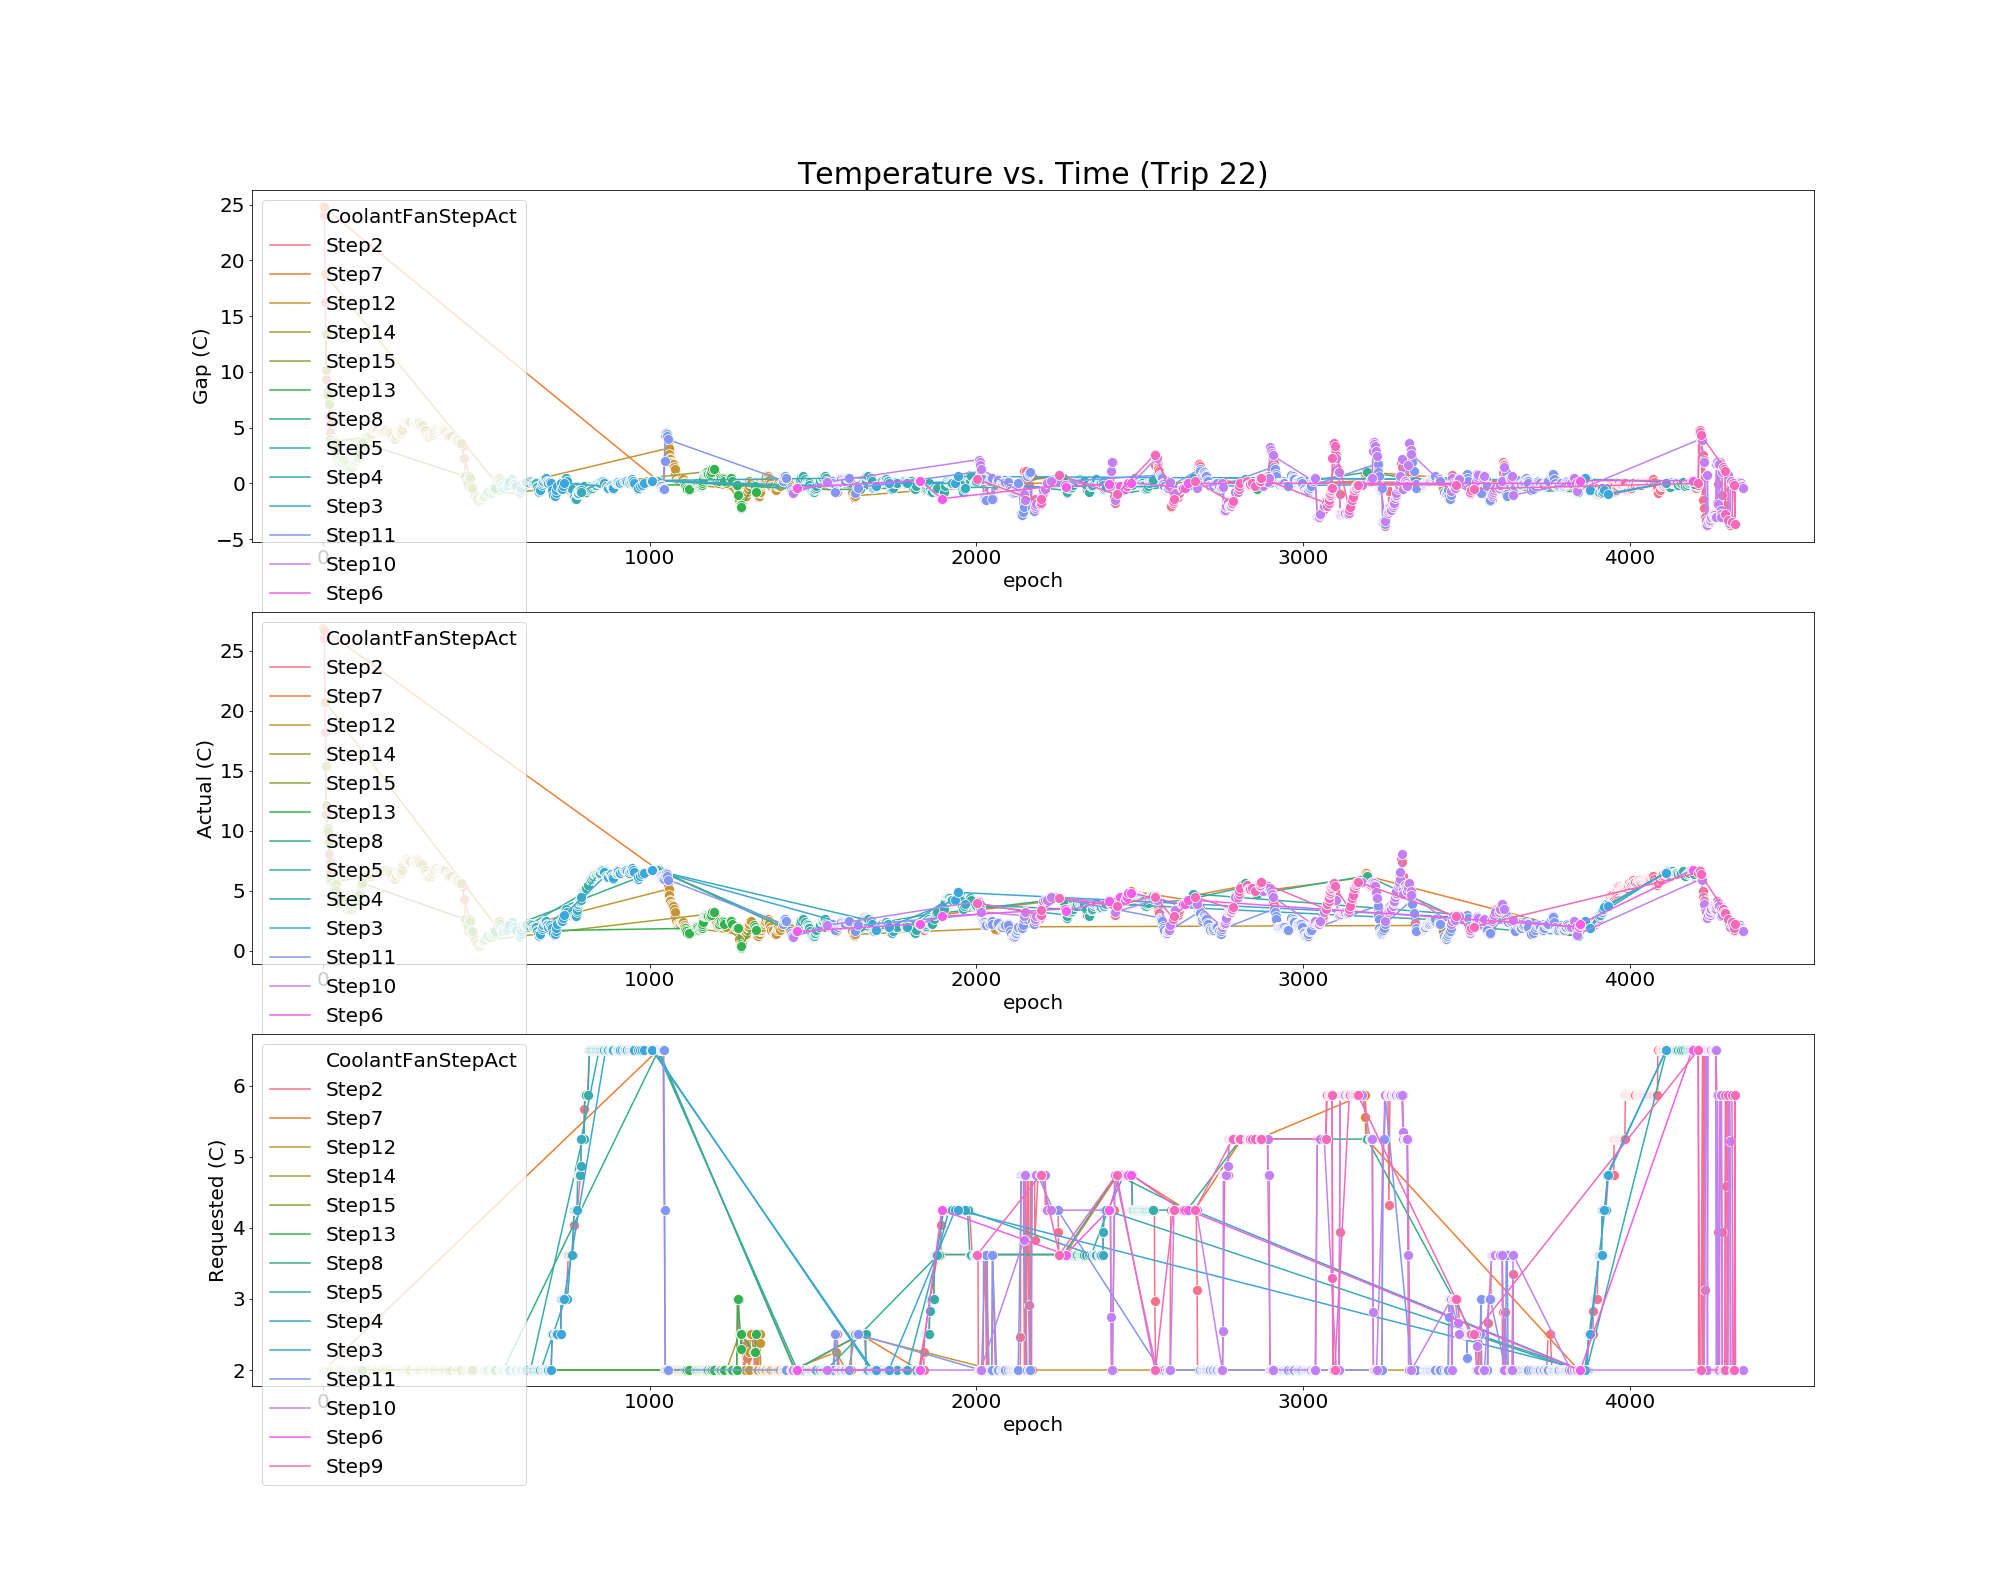 Temperature vs. Time (Trip 22)
25
20
15
10
5
0
−5
Gap (C)
CoolantFanStepAct
Step2
Step7
Step12
Step14
Step15
Step13
Step8
Step5
Step4
Step3
Step11
Step10
Step6
0
1000
2000
3000
4000
epoch
25
20
15
10
5
0
Actual (C)
CoolantFanStepAct
Step2
Step7
Step12
Step14
Step15
Step13
Step8
Step5
Step4
Step3
Step11
Step10
Step6
0
1000
2000
3000
4000
epoch
6
5
4
3
2
Requested (C)
CoolantFanStepAct
Step2
Step7
Step12
Step14
Step15
Step13
Step8
Step5
Step4
Step3
Step11
Step10
Step6
Step9
0
1000
2000
3000
4000
epoch